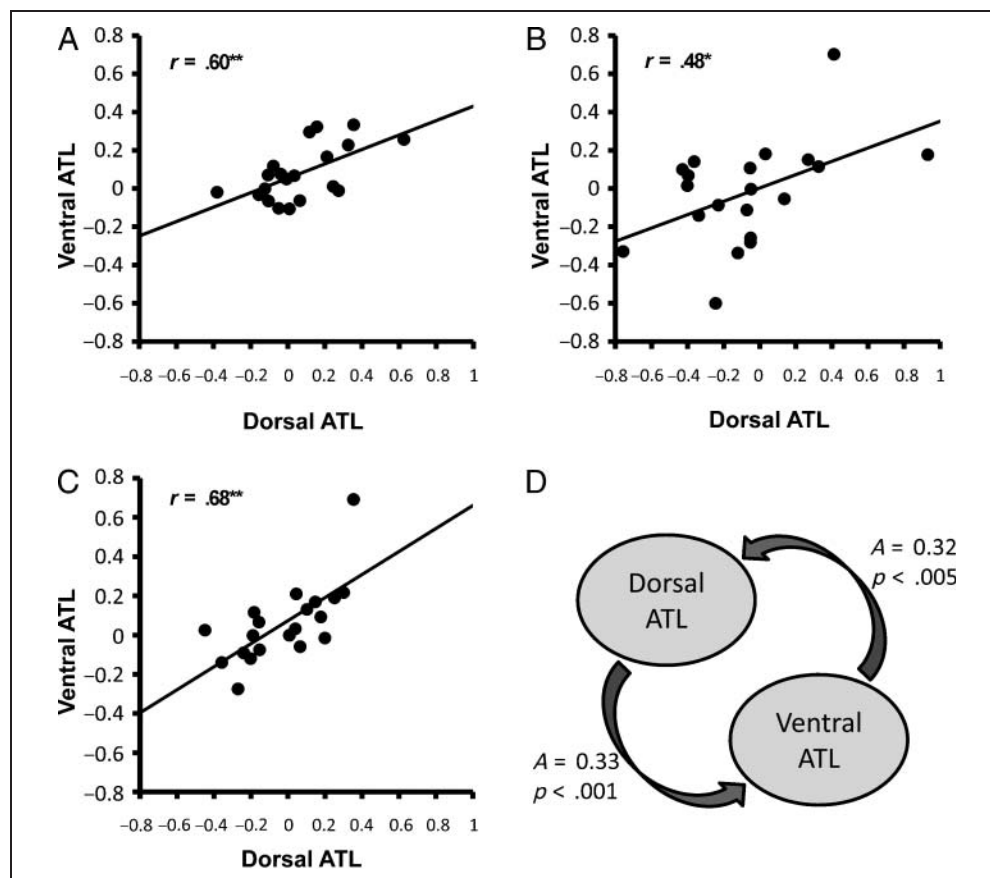 A
r = .60**
0.8
0.6
0.4
0.2
0
−0.2
−0.4
−0.6
−0.8
Ventral ATL
−0.8 −0.6 −0.4 −0.2 0 0.2 0.4 0.6 0.8 1
Dorsal ATL
B
r = .48*
0.8
0.6
0.4
0.2
0
−0.2
−0.4
−0.6
−0.8
Ventral ATL
−0.8 −0.6 −0.4 −0.2 0 0.2 0.4 0.6 0.8 1
Dorsal ATL
C
r = .68**
0.8
0.6
0.4
0.2
0
−0.2
−0.4
−0.6
−0.8
Ventral ATL
−0.8 −0.6 −0.4 −0.2 0 0.2 0.4 0.6 0.8 1
Dorsal ATL
D
Dorsal
ATL
A = 0.32
p < .005
Ventral
ATL
A = 0.33
p < .001